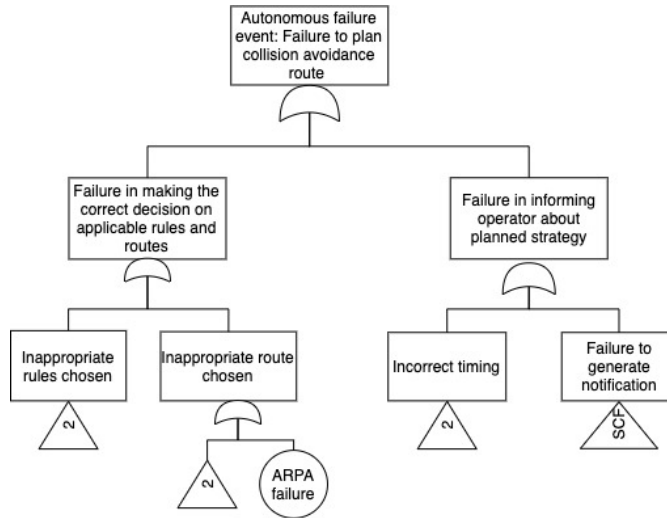 Autonomous failure
event: Failure to plan
collision avoidance
route
Failure in making the
correct decision on
applicable rules and
routes
Failure in informing
operator about
planned strategy
Inappropriate
rules chosen
Inappropriate route
chosen
Incorrect timing
Failure to
generate
notification
2
2
SCF
2
ARPA
failure